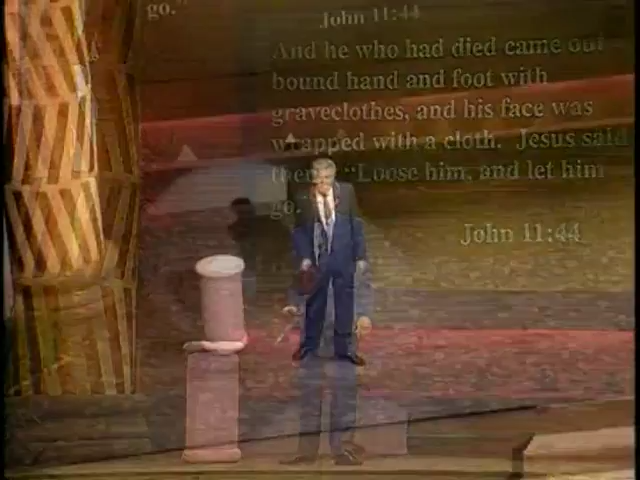 go."
John 11:44
And he who had died came out
bound hand and foot with
graveclothes, and his face was
wrapped with a cloth. Jesus said
them, "Loose him, and let him
go."
John 11:44